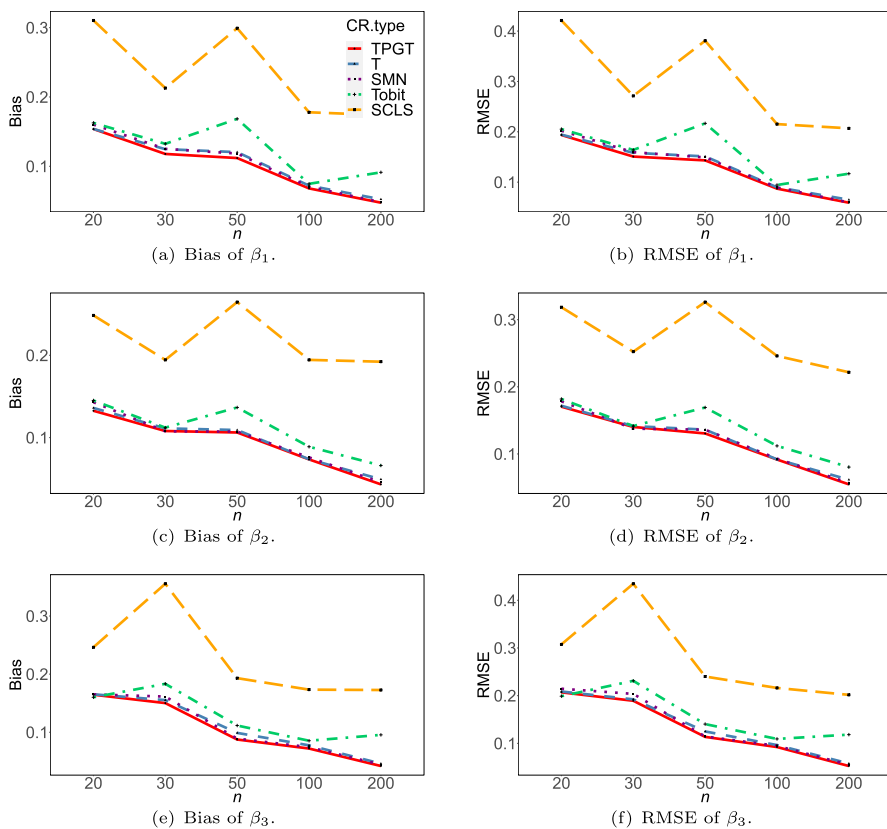 Bias
0.3
0.2
0.1
CR.type
TPGT
T
SMN
Tobit
SCLS
20 30 50 100 200
n
(a) Bias of β1.
RMSE
0.4
0.3
0.2
0.1
20 30 50 100 200
n
(b) RMSE of β1.
Bias
0.2
0.1
20 30 50 100 200
n
(c) Bias of β2.
RMSE
0.3
0.2
0.1
20 30 50 100 200
n
(d) RMSE of β2.
Bias
0.3
0.2
0.1
20 30 50 100 200
n
(e) Bias of β3.
RMSE
0.4
0.3
0.2
0.1
20 30 50 100 200
n
(f) RMSE of β3.